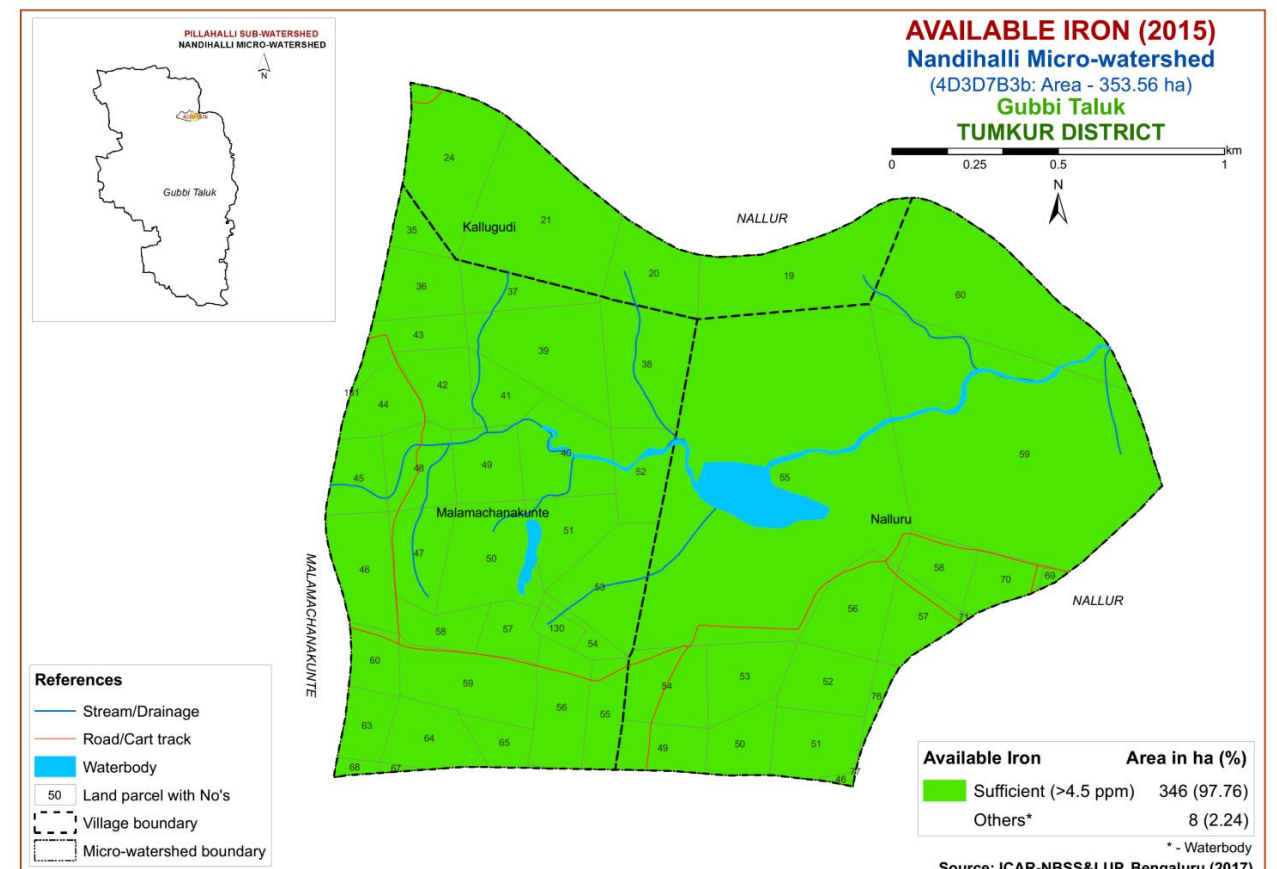 PILLAHALLI SUB-WATERSHED
NANDIHALLI MICRO-WATERSHED
N
4D3D7B3b
Gubbi Taluk
AVAILABLE IRON (2015)
Nandihalli Micro-watershed
(4D3D7B3b: Area - 353.56 ha)
Gubbi Taluk
TUMKUR DISTRICT
km
0 0.25 0.5 1
N
24
21
35
Kallugudi
NALLUR
20
19
60
36
37
43
39
38
42
41
131
44
45
48
49
40
52
55
59
Malamachanakunte
51
Nalluru
50
47
46
53
58
70
69
NALLUR
56
57
71
58
57
130
54
MALAMACHANAKUNTE
60
59
56
55
54
53
52
76
63
64
65
49
50
51
68
67
46
77
References
Stream/Drainage
Road/Cart track
Waterbody
50 Land parcel with No's
Village boundary
Micro-watershed boundary
Available Iron Area in ha (%)
Sufficient (>4.5 ppm) 346 (97.76)
Others* 8 (2.24)
* - Waterbody
Source: ICAR-NBSS&LUP, Bengaluru (2017)